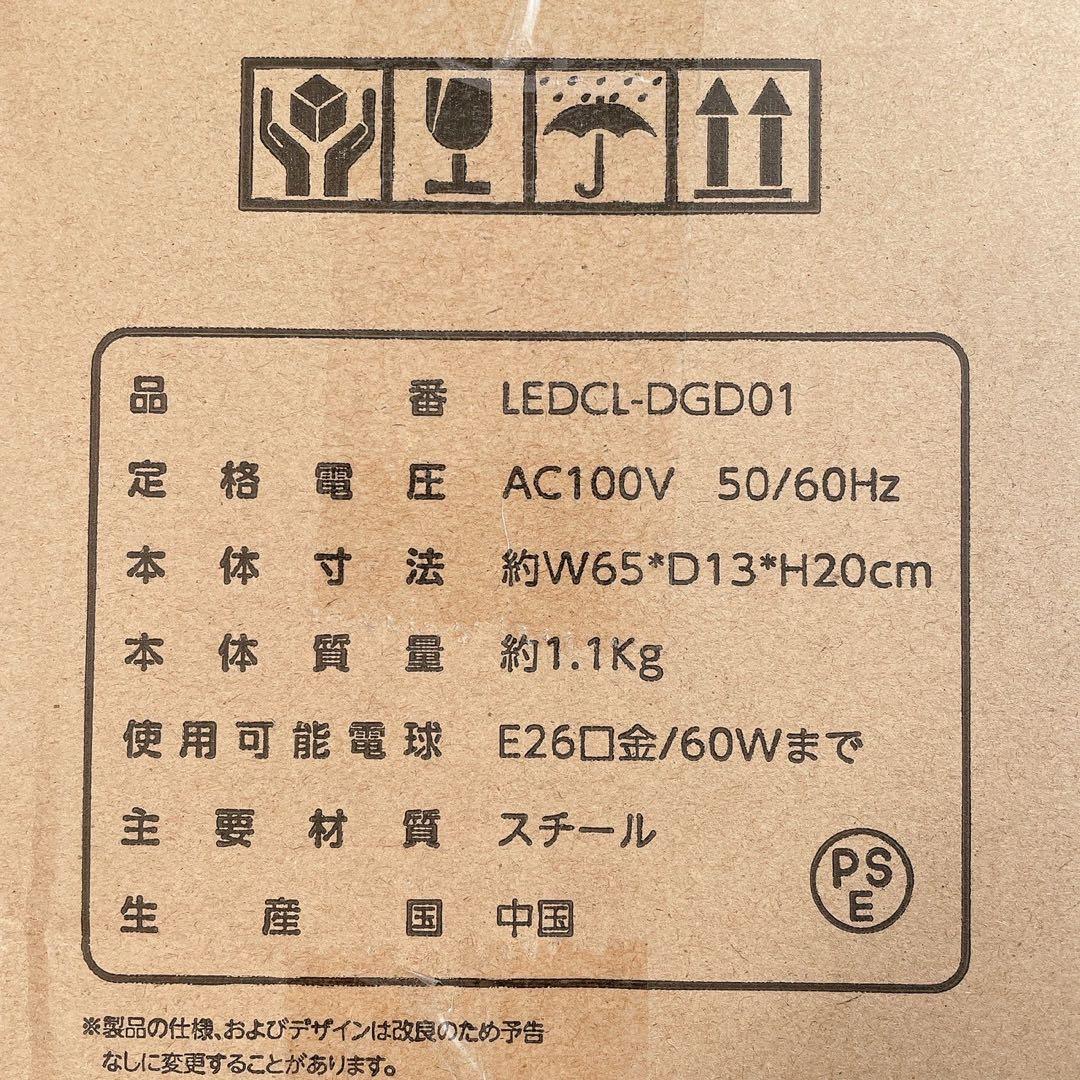 品番 LEDCL-DGD01
定格電圧 AC100V 50/60Hz
本体寸法 約W65*D13*H20cm
本体質量 約1.1Kg
使用可能電球 E26口金/60Wまで
主要材質 スチール
生産国 中国
PSE
※製品の仕様、およびデザインは改良のため予告
なしに変更することがあります。